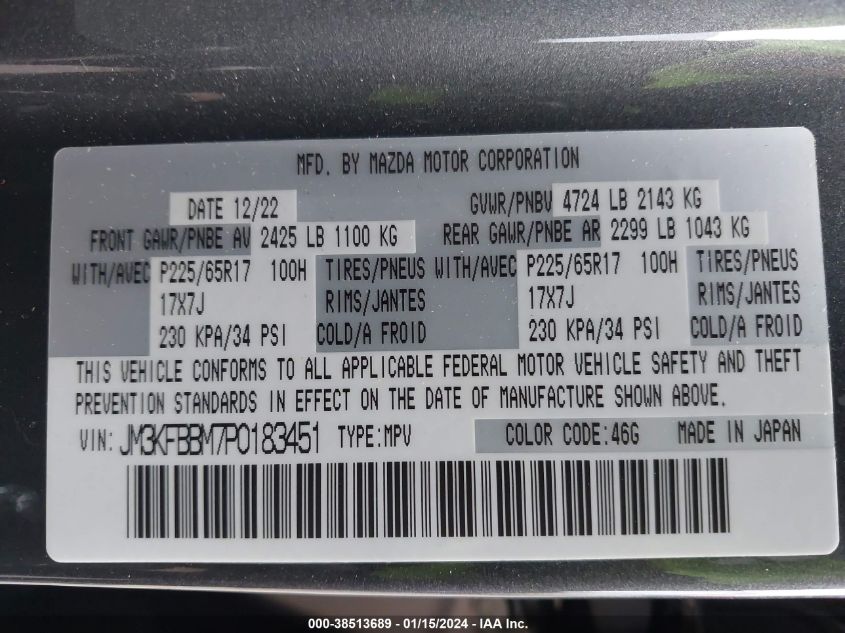 MFD. BY MAZDA MOTOR CORPORATION
DATE 12/22 GVWR/PNBV 4724 LB 2143 KG
FRONT GAWR/PNBE AV 2425 LB 1100 KG REAR GAWR/PNBE AR 2299 LB 1043 KG
WITH/AVEC P225/65R17 100H TIRES/PNEUS WITH/AVEC P225/65R17 100H TIRES/PNEUS
17X7J RIMS/JANTES 17X7J RIMS/JANTES
230 KPA/34 PSI COLD/A FROID 230 KPA/34 PSI COLD/A FROID
THIS VEHICLE CONFORMS TO ALL APPLICABLE FEDERAL MOTOR VEHICLE SAFETY AND THEFT
PREVENTION STANDARDS IN EFFECT ON THE DATE OF MANUFACTURE SHOWN ABOVE.
VIN: JM3KFBBM7P0183451 TYPE:MPV COLOR CODE:46G MADE IN JAPAN
000-38513689 - 01/15/2024 - IAA Inc.